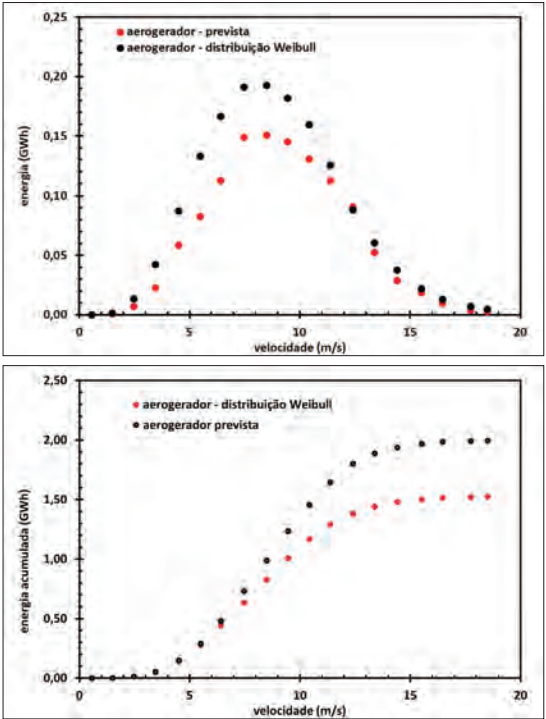 0,25
0,20
0,15
0,10
0,05
0,00
energia (GWh)
aerogerador - prevista
aerogerador - distribuição Weibull
0 5 10 15 20
velocidade (m/s)
2,50
2,00
1,50
1,00
0,50
0,00
energia acumulada (GWh)
aerogerador - distribuição Weibull
aerogerador prevista
0 5 10 15 20
velocidade (m/s)